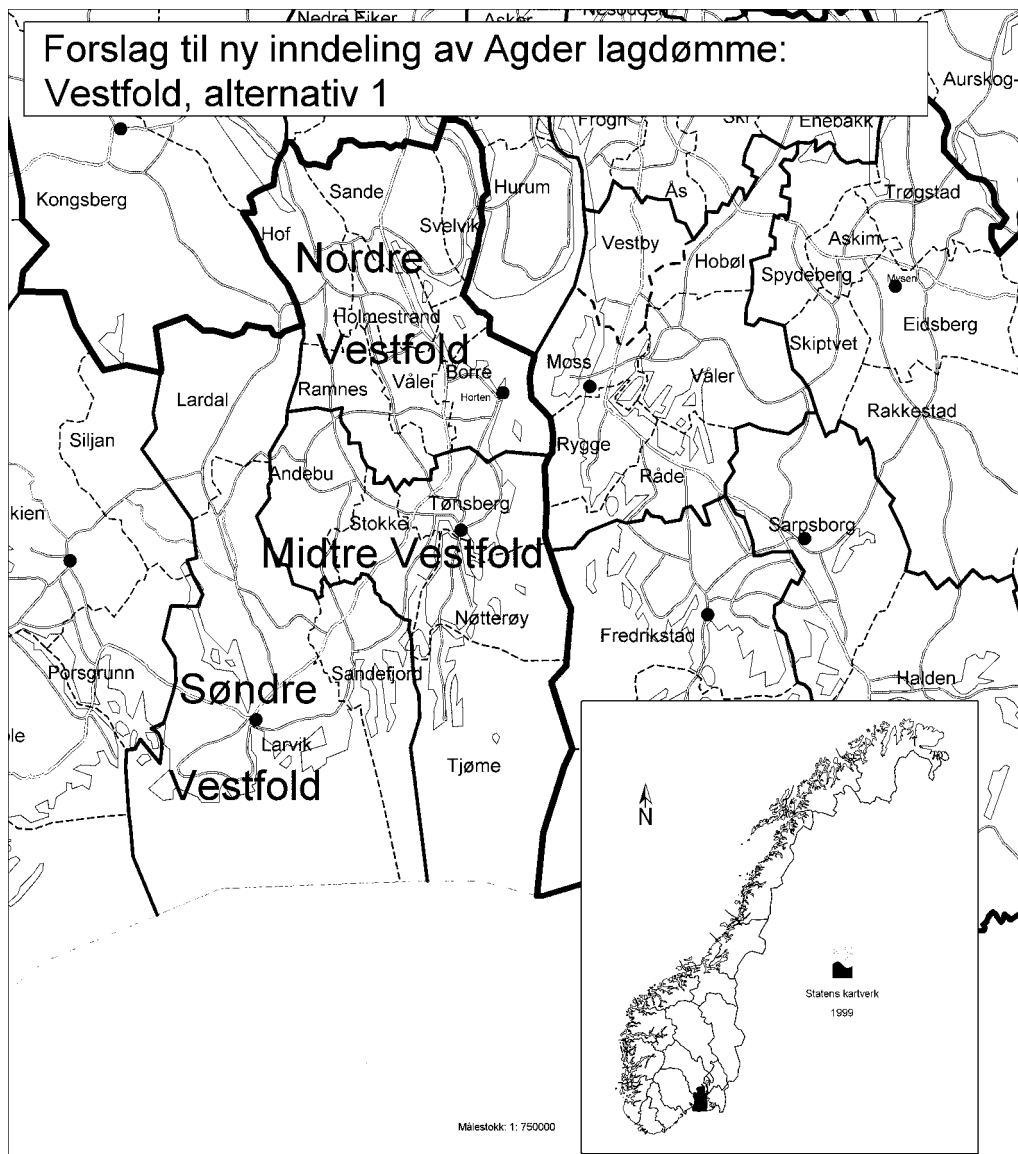 Forslag til ny inndeling av Agder lagdømme:
Vestfold, alternativ 1
Aurskog-
Frogn
Enebakk
Kongsberg
Sande
Hurum
Ås
Trøgstad
Hof
Svelvik
Vestby
Askim
Nordre
Hobøl
Spydeberg
Mysen
Holmestrand
Eidsberg
Vestfold
Skiptvet
Moss
Ramnes
Våler
Borre
Våler
Lardal
Horten
Rakkestad
Siljan
Rygge
Andebu
Råde
Tønsberg
kien
Stokke
Sarpsborg
Midtre Vestfold
Nøtterøy
Fredrikstad
Porsgrunn
Sandefjord
Halden
Søndre
Larvik
Tjøme
Vestfold
N
Statens kartverk
1999
Målestokk: 1: 750000